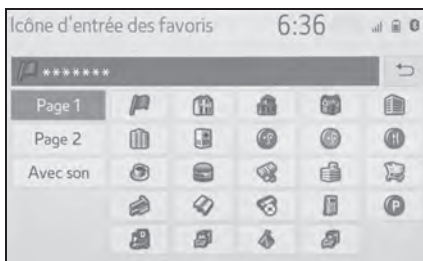 Icône d'entrée des favoris 6:36
*******
Page 1
Page 2
Avec son
P